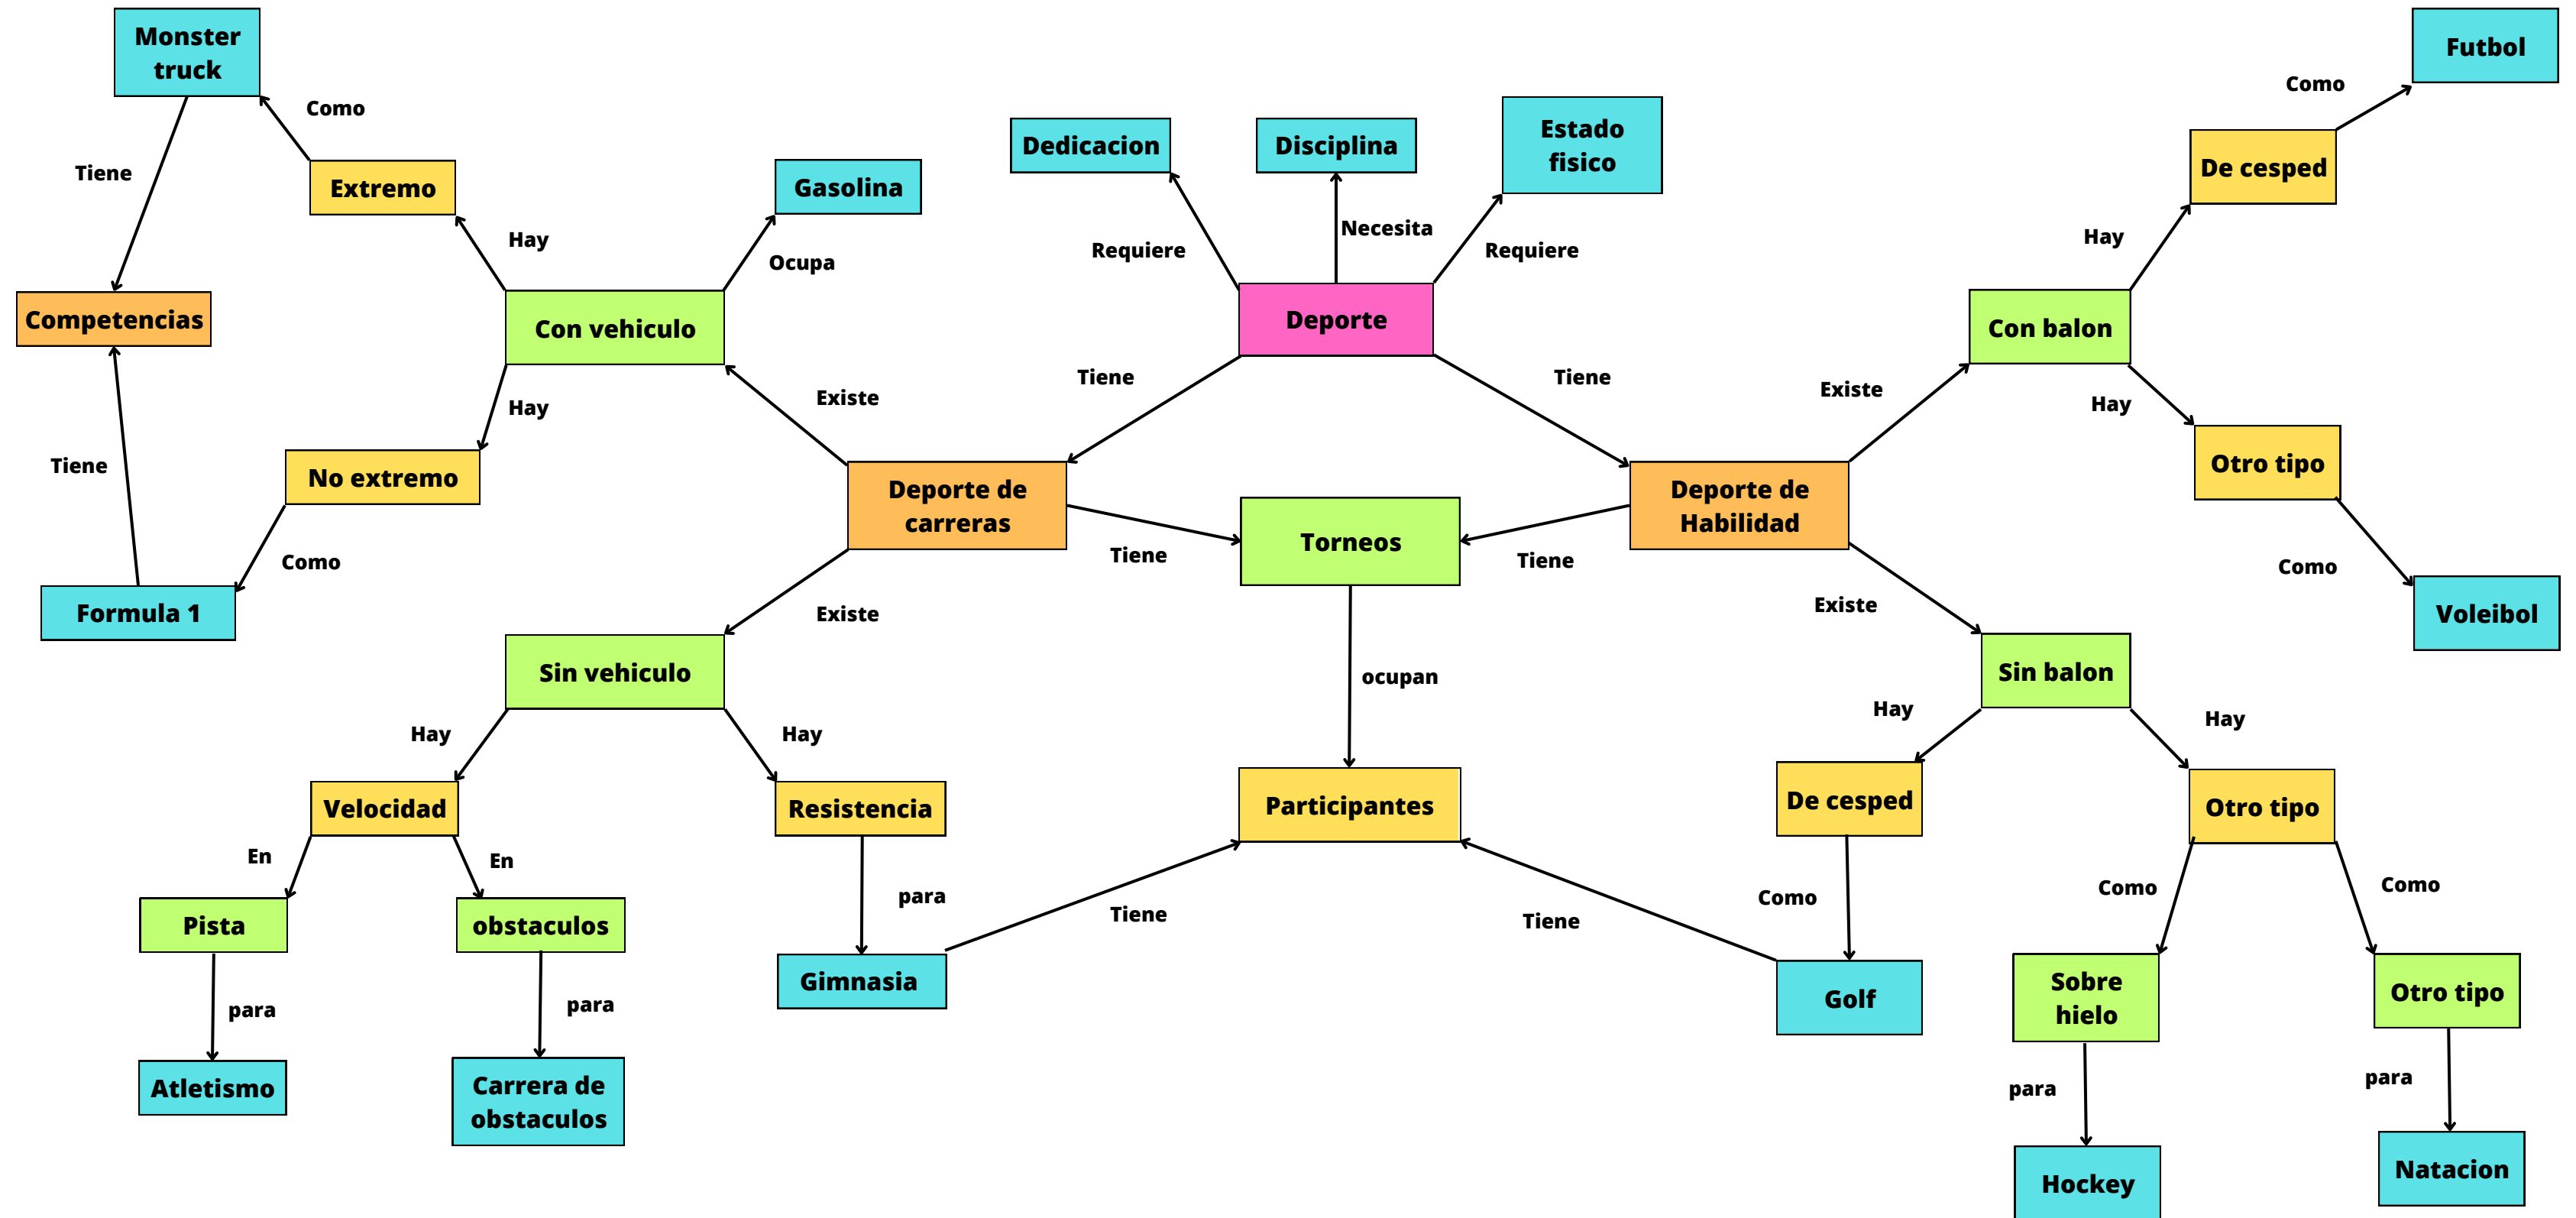 Monster
truck
Futbol
Como
Como
Dedicacion
Disciplina
Estado
fisico
De cesped
Tiene
Extremo
Gasolina
Necesita
Hay
Hay
Requiere
Requiere
Ocupa
Competencias
Con vehiculo
Deporte
Con balon
Tiene
Tiene
Existe
Existe
Hay
Hay
Otro tipo
Tiene
No extremo
Deporte de
carreras
Deporte de
Habilidad
Torneos
Como
Tiene
Tiene
Como
Formula 1
Existe
Existe
Voleibol
Sin vehiculo
ocupan
Sin balon
Hay
Hay
Hay
Hay
Velocidad
Resistencia
Participantes
De cesped
Otro tipo
En
En
para
Como
Como
Como
Pista
obstaculos
Tiene
Tiene
Gimnasia
Golf
Sobre
hielo
Otro tipo
para
para
para
para
Atletismo
Carrera de
obstaculos
Hockey
Natacion